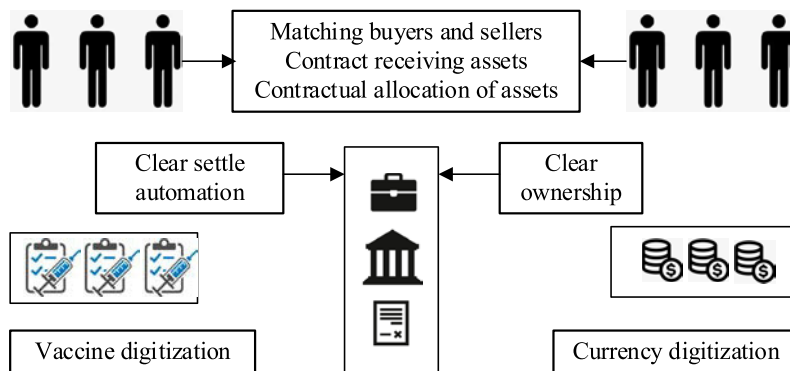 Matching buyers and sellers
Contract receiving assets
Contractual allocation of assets
Clear settle
automation
Clear
ownership
$ $ $
Vaccine digitization
Currency digitization